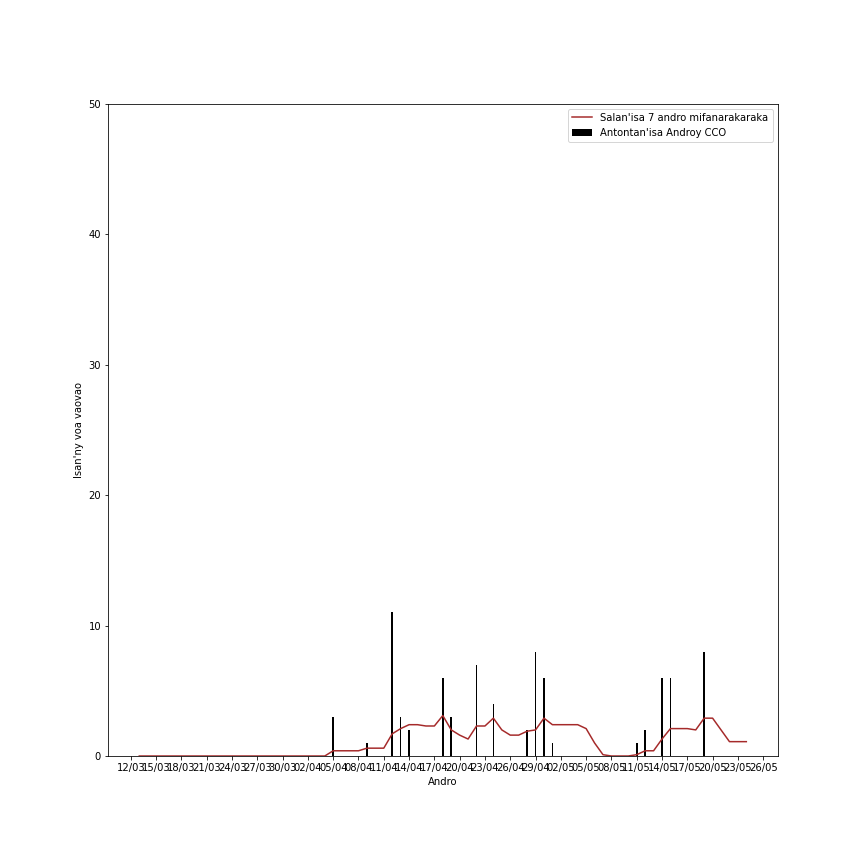 50
Salan'isa 7 andro mifanarakaraka
Antontan'isa Androy CCO
40
30
Isan'ny voa vaovao
20
10
0
12/03 15/03 18/03 21/03 24/03 27/03 30/03 02/04 05/04 08/04 11/04 14/04 17/04 20/04 23/04 26/04 29/04 02/05 05/05 08/05 11/05 14/05 17/05 20/05 23/05 26/05
Andro